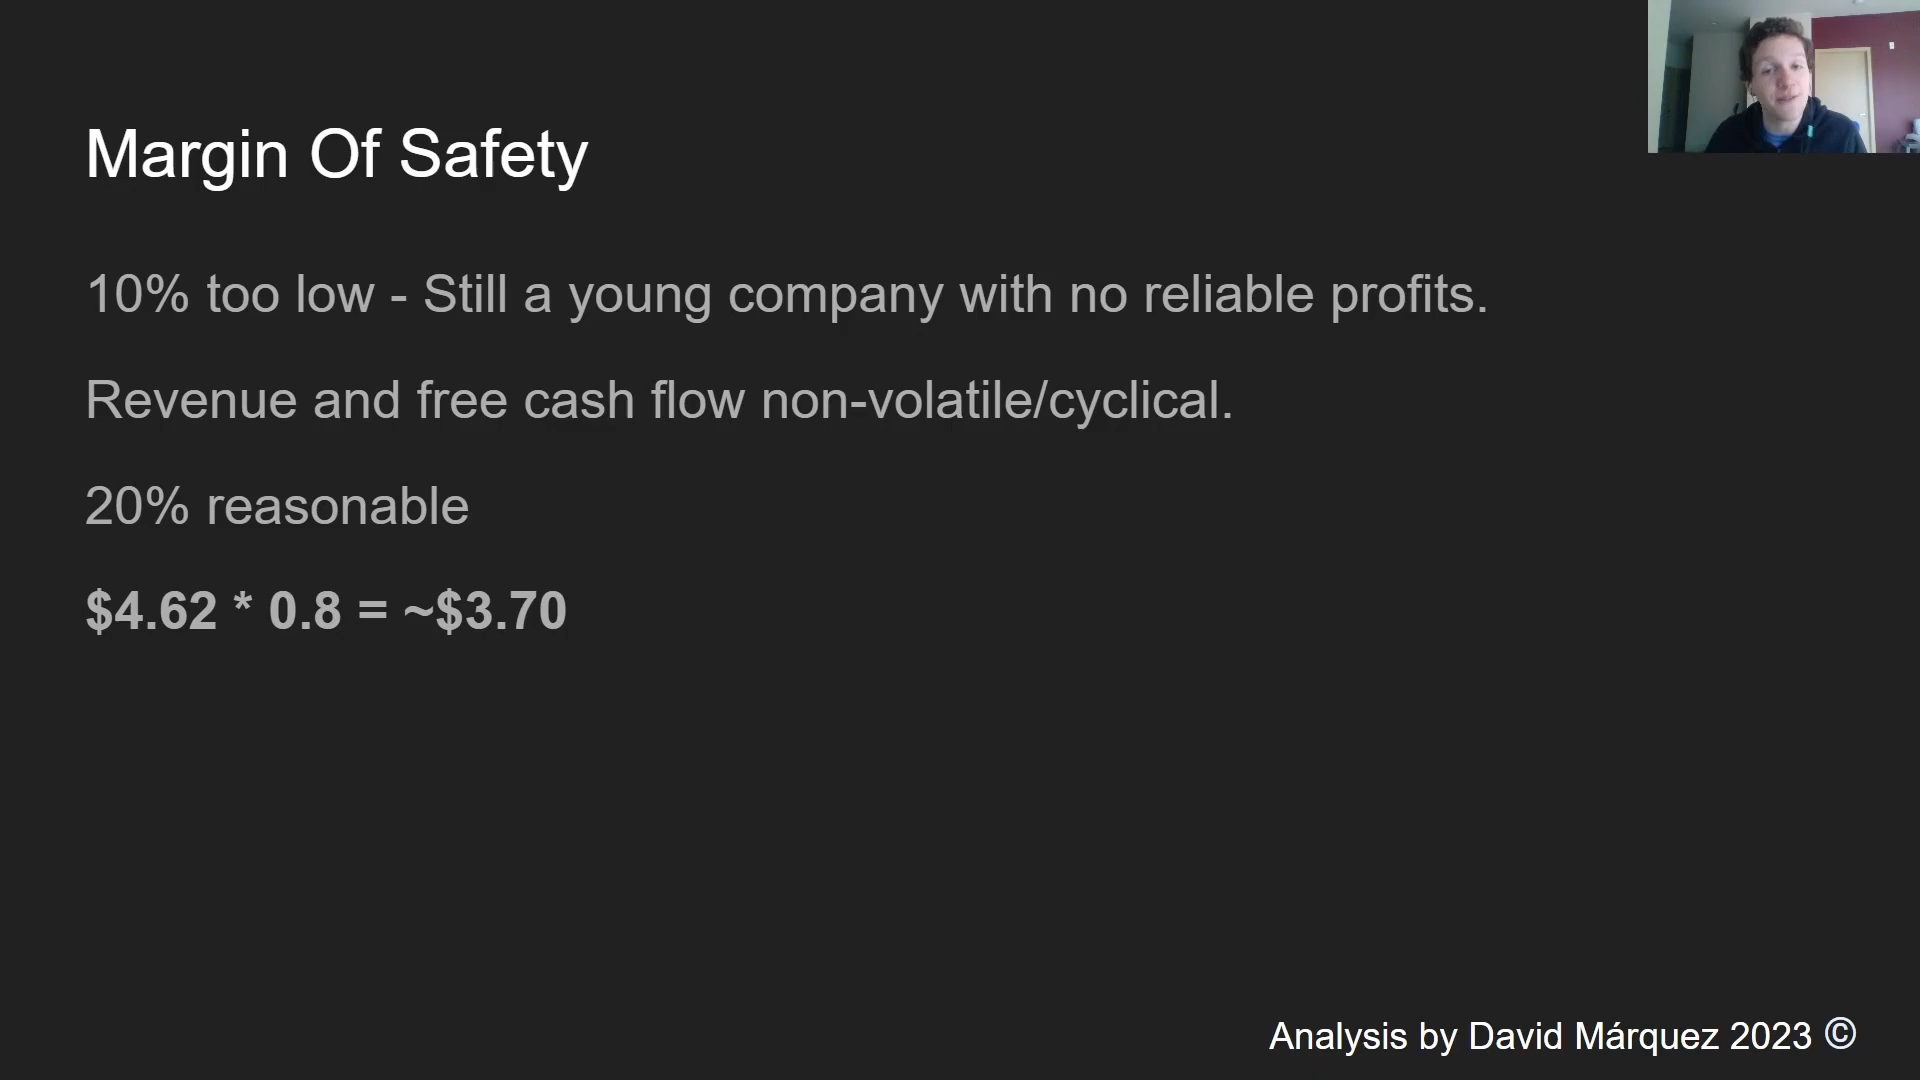 Margin Of Safety
10% too low - Still a young company with no reliable profits.
Revenue and free cash flow non-volatile/cyclical.
20% reasonable
$4.62 * 0.8 = ~$3.70
Analysis by David Márquez 2023 ©